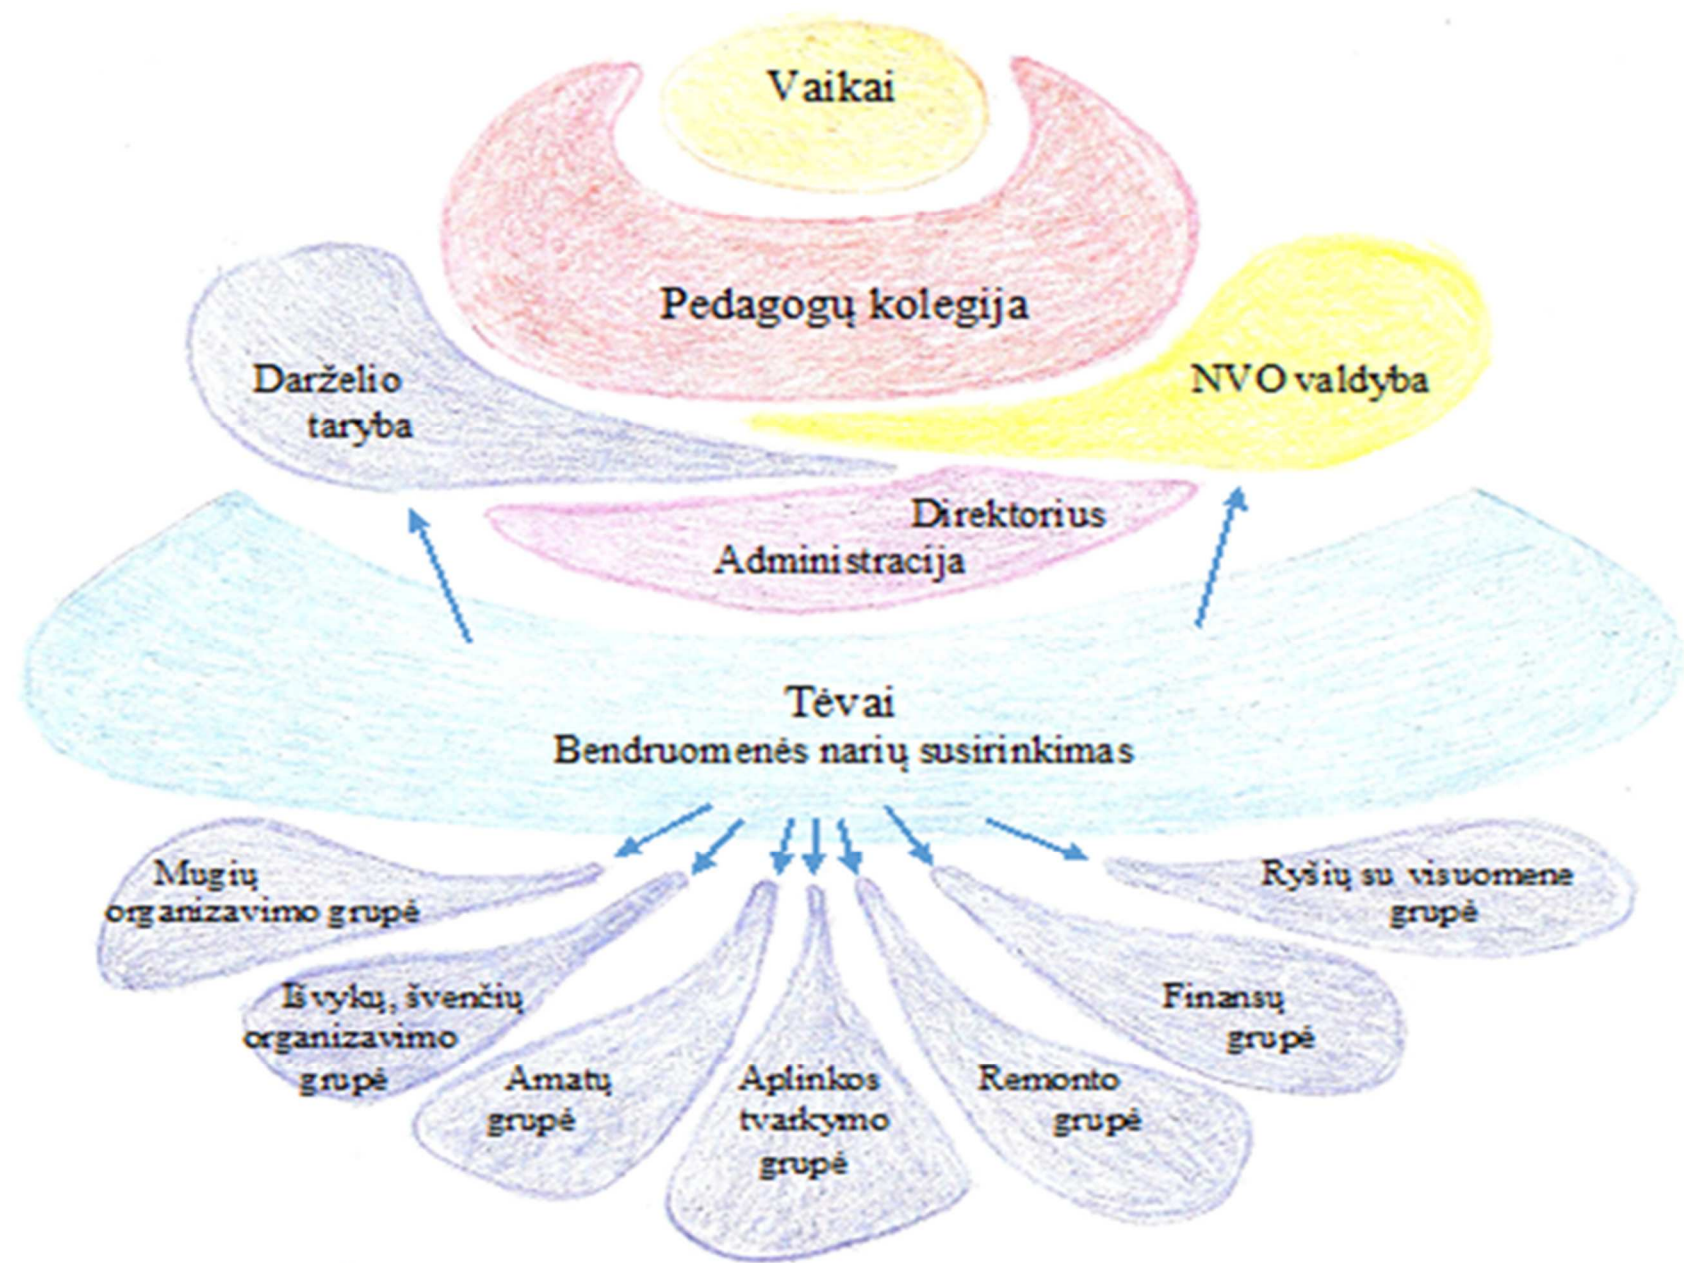 Vaikai
Pedagogų kolegija
Darželio
taryba
NVO valdyba
Direktorius
Administracija
Tėvai
Bendruomenės narių susirinkimas
Mugių
organizavimo grupė
Išvykų, švenčių
organizavimo
grupė
Amatų
grupė
Aplinkos
tvarkymo
grupė
Remonto
grupė
Finansų
grupė
Ryšių su visuomene
grupė